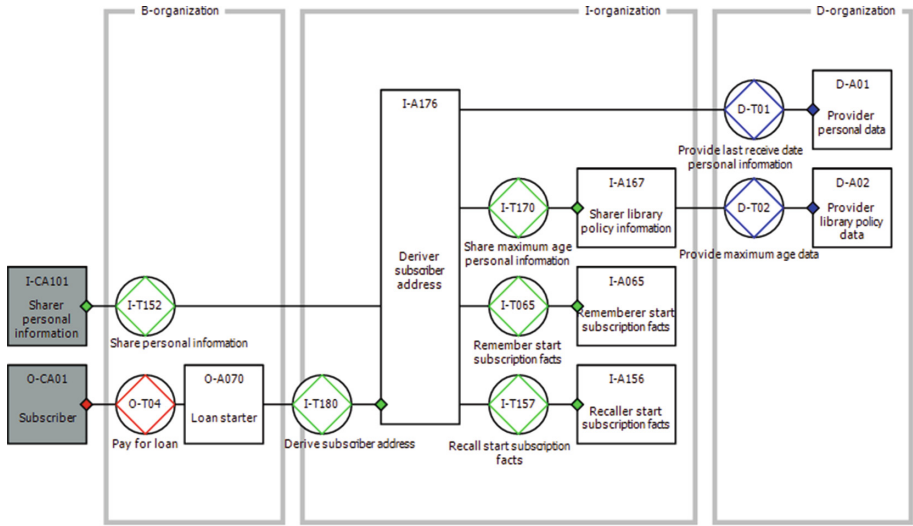 B-organization
I-organization
D-organization
I-A176
D-T01
D-A01
Provider
personal data
Provide last receive date
personal information
I-T170
I-A167
Sharer library
policy information
D-T02
D-A02
Provider
library policy
data
Share maximum age
personal information
Provide maximum age data
Deriver
subscriber
address
I-CA101
Sharer
personal
information
I-T152
Share personal information
I-T065
I-A065
Rememberer start
subscription facts
Remember start
subscription facts
O-CA01
Subscriber
O-T04
Pay for loan
O-A070
Loan starter
I-T180
Derive subscriber address
I-T157
I-A156
Recaller start
subscription facts
Recall start subscription
facts